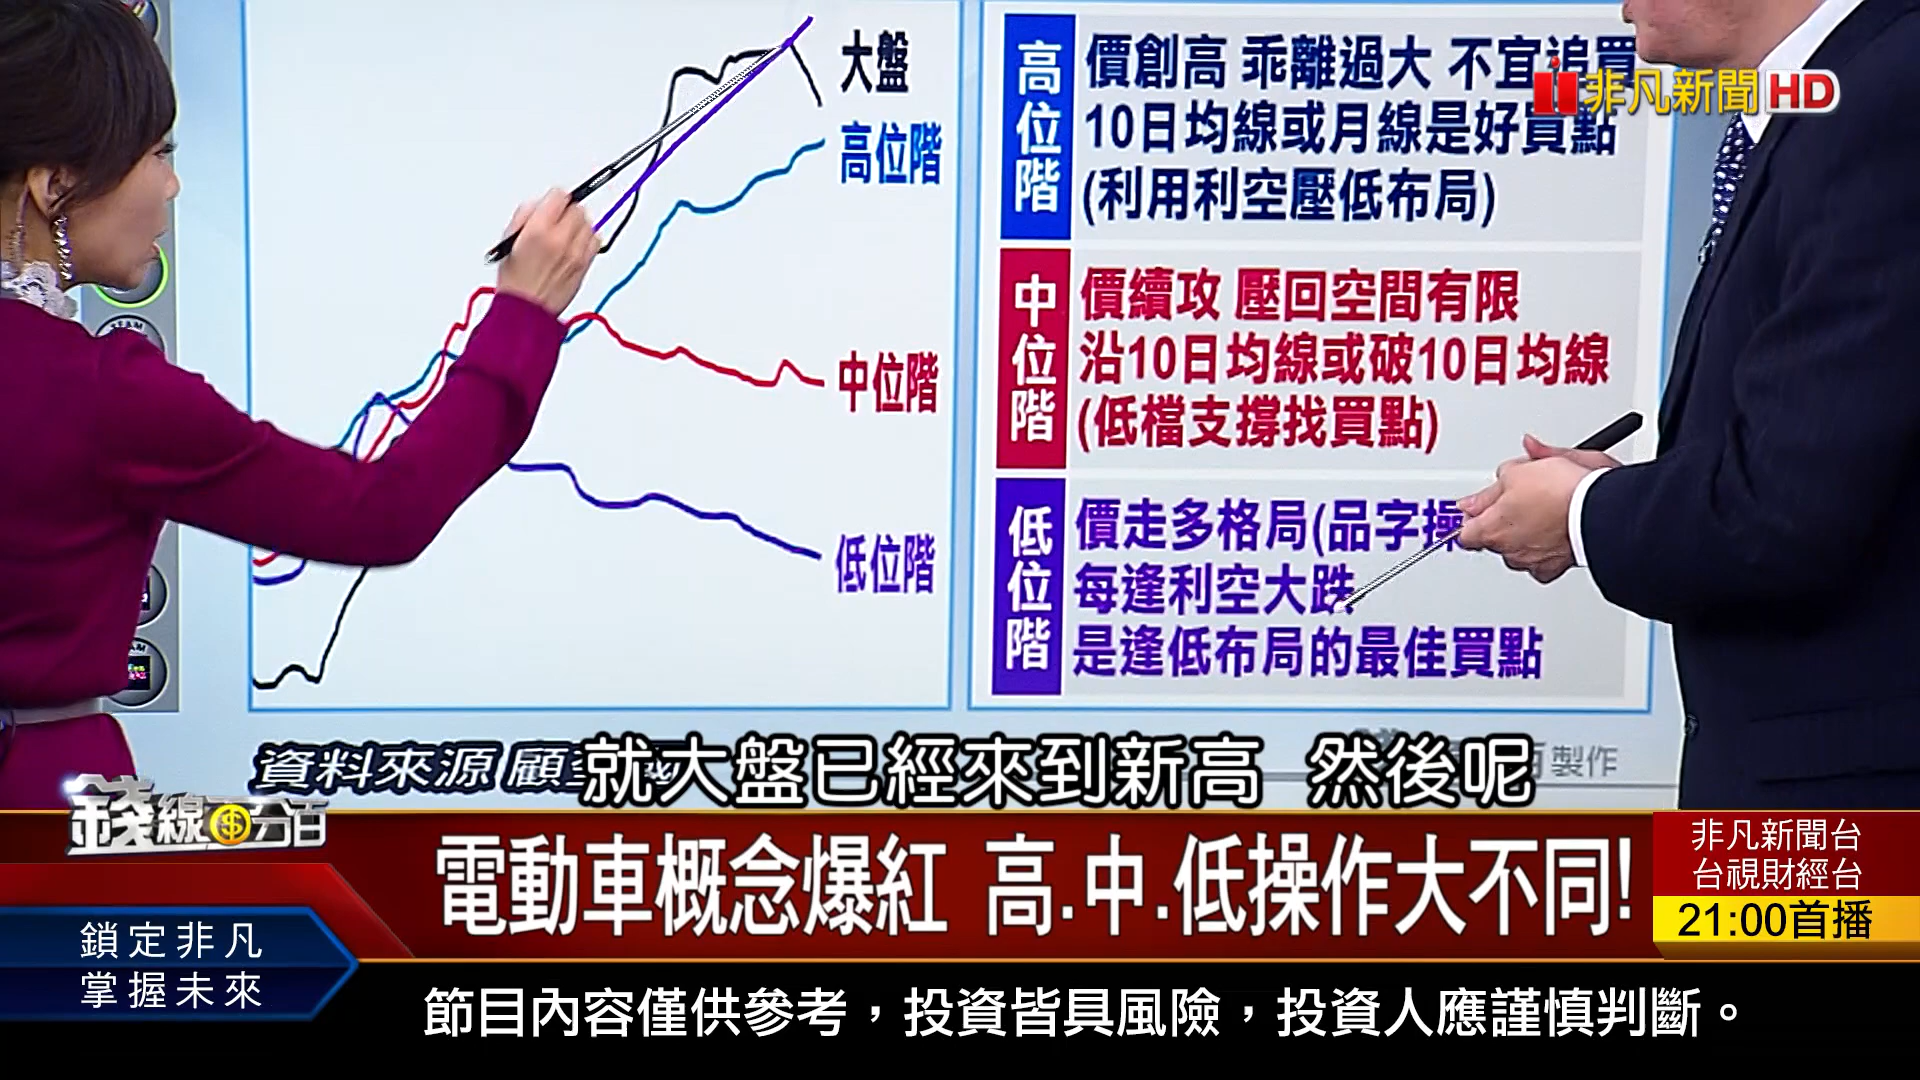 大盤
高位階
中位階
低位階
高位階
價創高 乖離過大 不宜追買
10日均線或月線是好買點
(利用利空壓低布局)
中位階
價續攻 壓回空間有限
沿10日均線或破10日均線
(低檔支撐找買點)
低位階
價走多格局(品字操
每逢利空大跌
是逢低布局的最佳買點
非凡新聞HD
資料來源 顧
製作
就大盤已經來到新高 然後呢
錢線百分百
電動車概念爆紅 高.中.低操作大不同!
非凡新聞台
台視財經台
21:00首播
鎖定非凡
掌握未來
節目內容僅供參考，投資皆具風險，投資人應謹慎判斷。